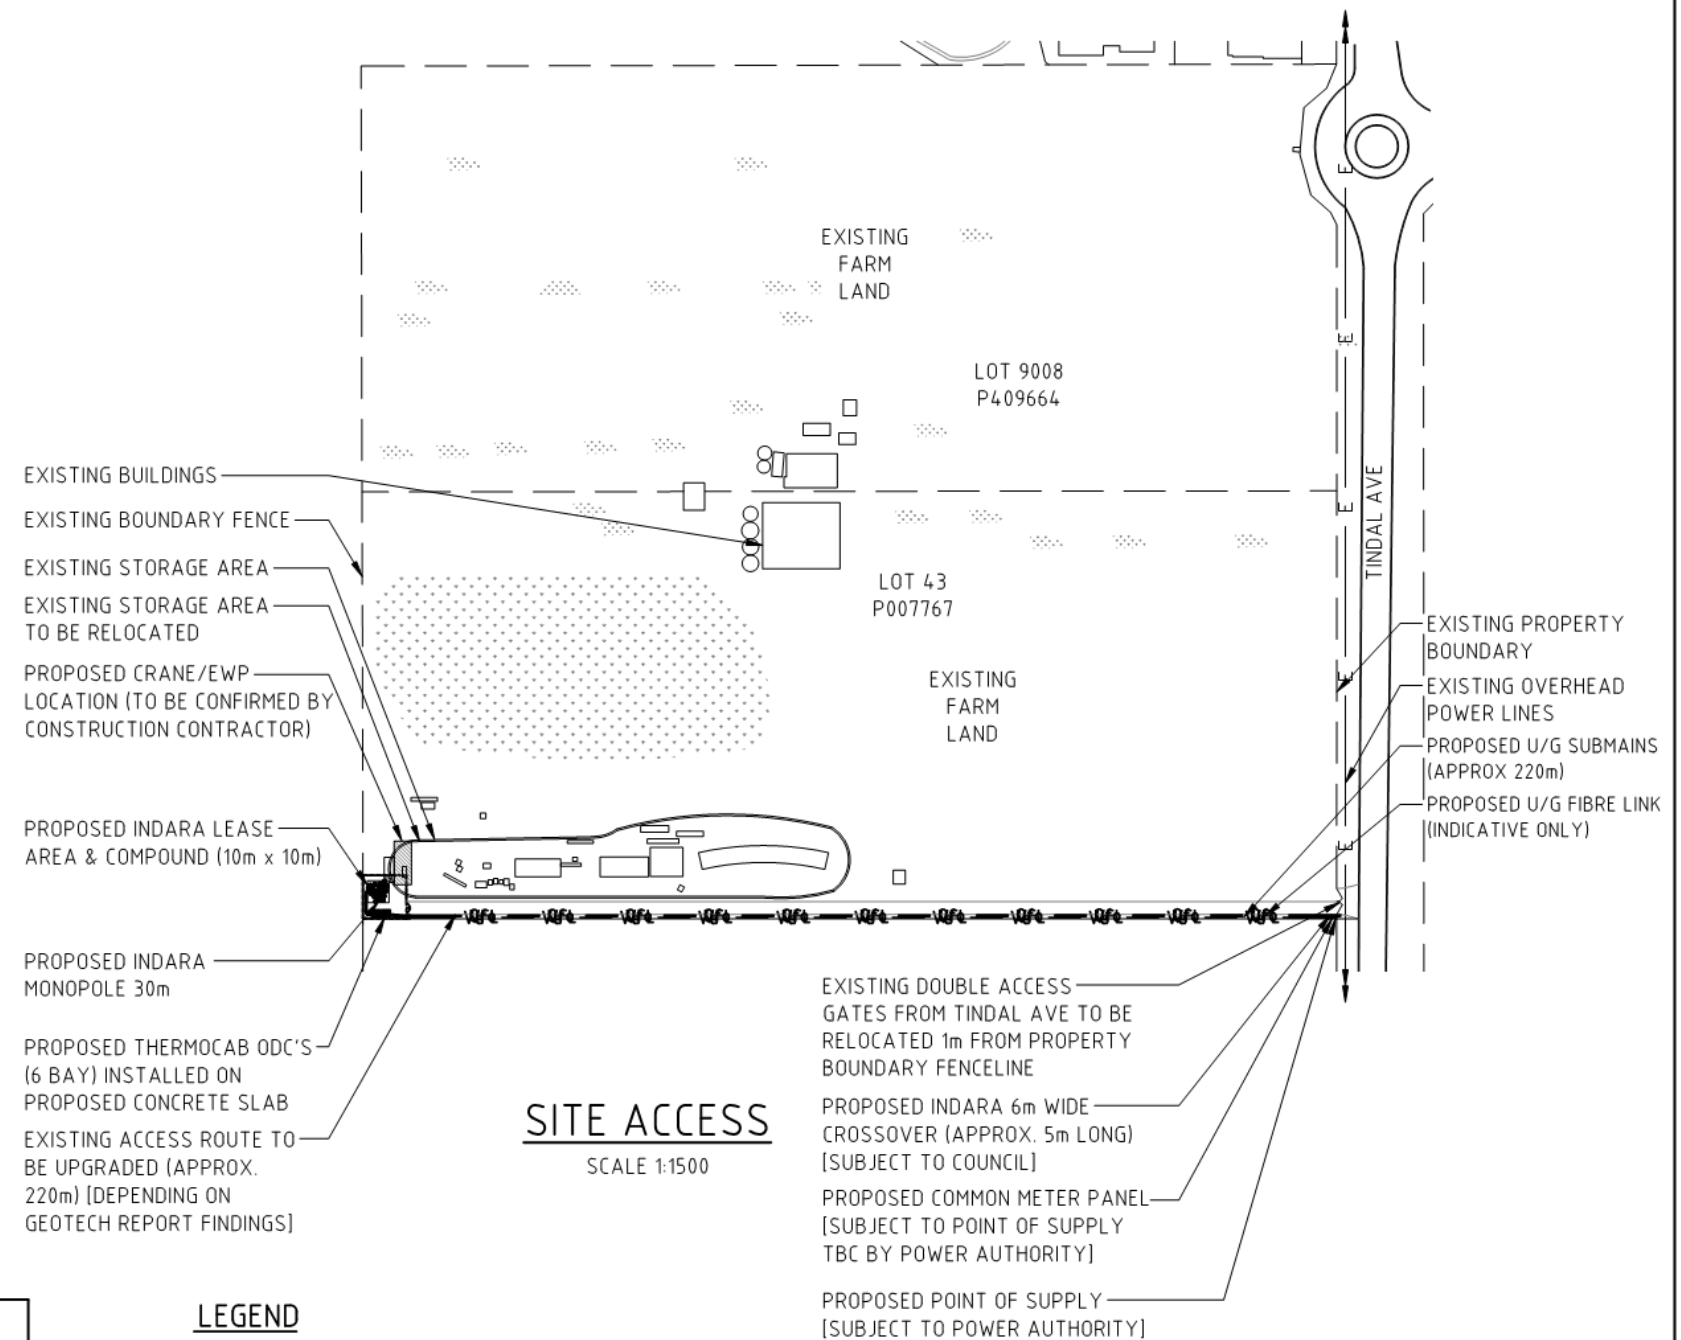 EXISTING
FARM
LAND
LOT 9008
P409664
EXISTING BUILDINGS
EXISTING BOUNDARY FENCE
EXISTING STORAGE AREA
EXISTING STORAGE AREA
TO BE RELOCATED
PROPOSED CRANE/EWP
LOCATION (TO BE CONFIRMED BY
CONSTRUCTION CONTRACTOR)
PROPOSED INDARA LEASE
AREA & COMPOUND (10m x 10m)
PROPOSED INDARA
MONOPOLE 30m
PROPOSED THERMOCAB ODC'S
(6 BAY) INSTALLED ON
PROPOSED CONCRETE SLAB
EXISTING ACCESS ROUTE TO
BE UPGRADED (APPROX.
220m) [DEPENDING ON
GEOTECH REPORT FINDINGS]
LOT 43
P007767
EXISTING
FARM
LAND
E
E
E
E
E
TINDAL AVE
EXISTING PROPERTY
BOUNDARY
EXISTING OVERHEAD
POWER LINES
PROPOSED U/G SUBMAINS
(APPROX 220m)
PROPOSED U/G FIBRE LINK
(INDICATIVE ONLY)
EXISTING DOUBLE ACCESS
GATES FROM TINDAL AVE TO BE
RELOCATED 1m FROM PROPERTY
BOUNDARY FENCELINE
PROPOSED INDARA 6m WIDE
CROSSOVER (APPROX. 5m LONG)
[SUBJECT TO COUNCIL]
PROPOSED COMMON METER PANEL
[SUBJECT TO POINT OF SUPPLY
TBC BY POWER AUTHORITY]
PROPOSED POINT OF SUPPLY
[SUBJECT TO POWER AUTHORITY]
SITE ACCESS
SCALE 1:1500
LEGEND